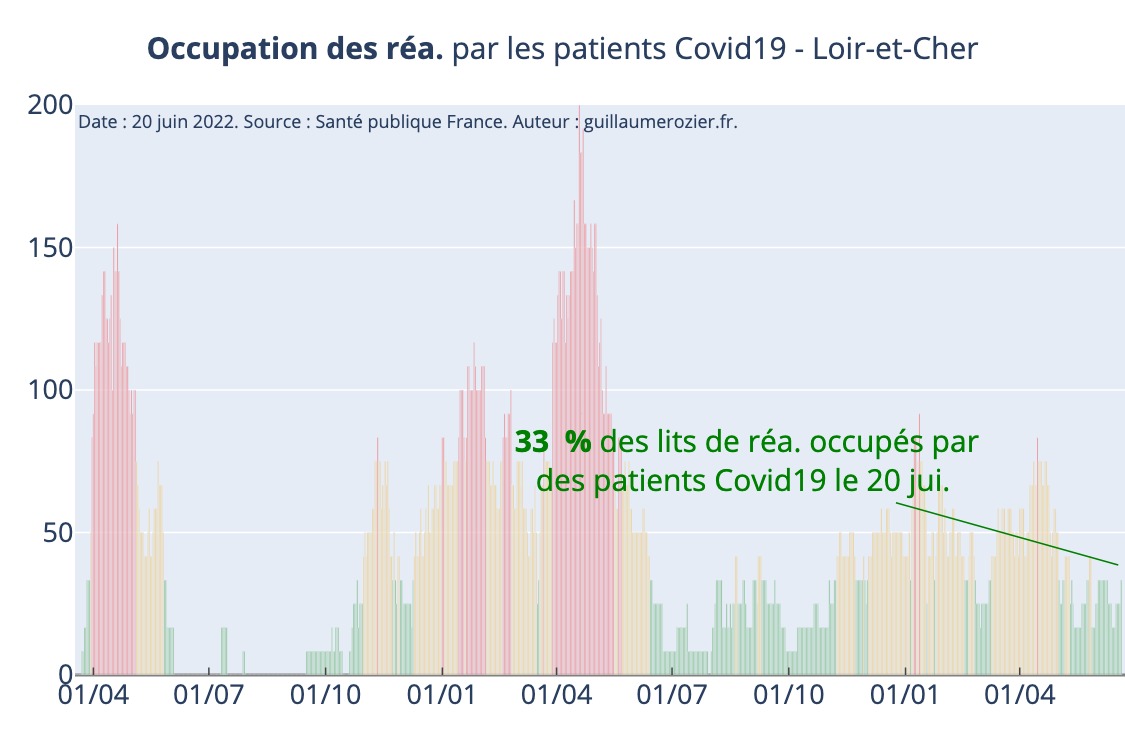 Occupation des réa. par les patients Covid19 - Loir-et-Cher
200
Date : 20 juin 2022. Source : Santé publique France. Auteur : guillaumerozier.fr.
150
100
33 % des lits de réa. occupés par
des patients Covid19 le 20 jui.
50
0
01/04 01/07 01/10 01/01 01/04 01/07 01/10 01/01 01/04